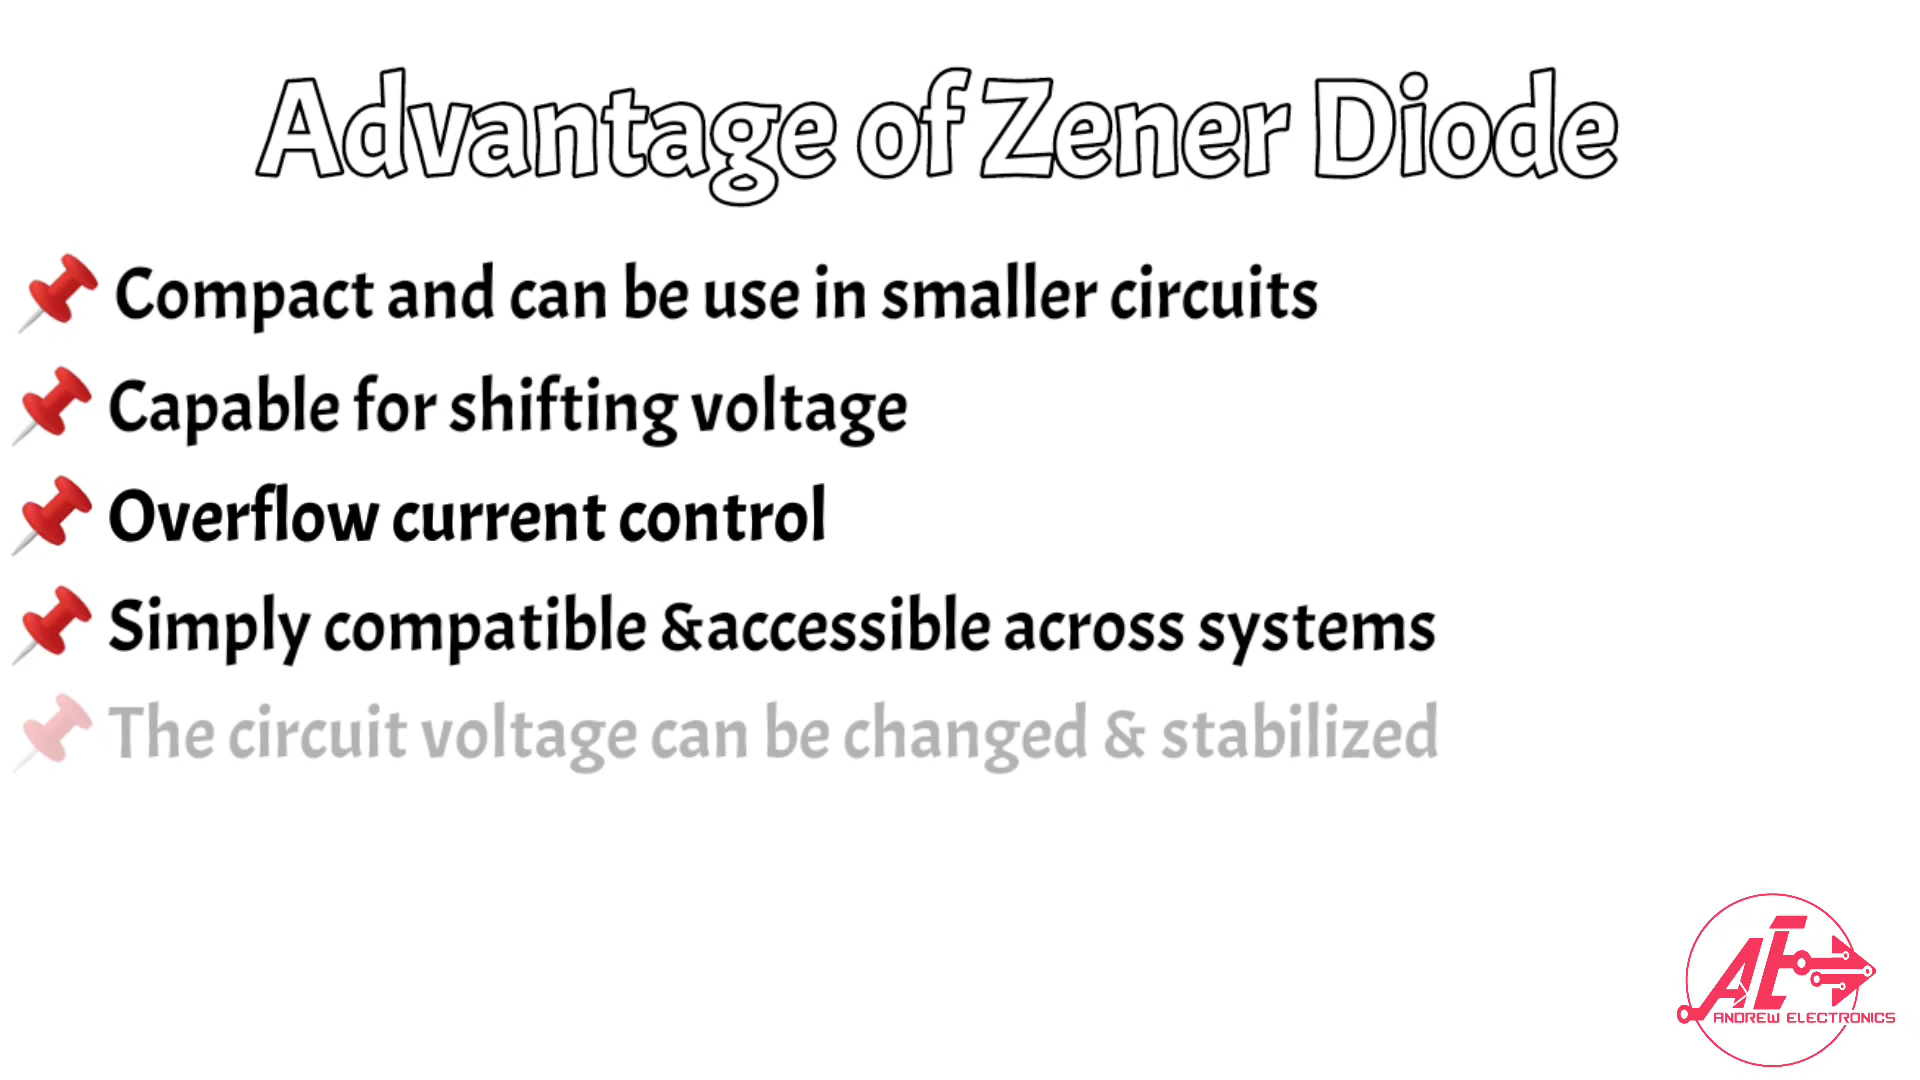 Advantage of Zener Diode
Compact and can be use in smaller circuits
Capable for shifting voltage
Overflow current control
Simply compatible &accessible across systems
The circuit voltage can be changed & stabilized
AE
ANDREW ELECTRONICS